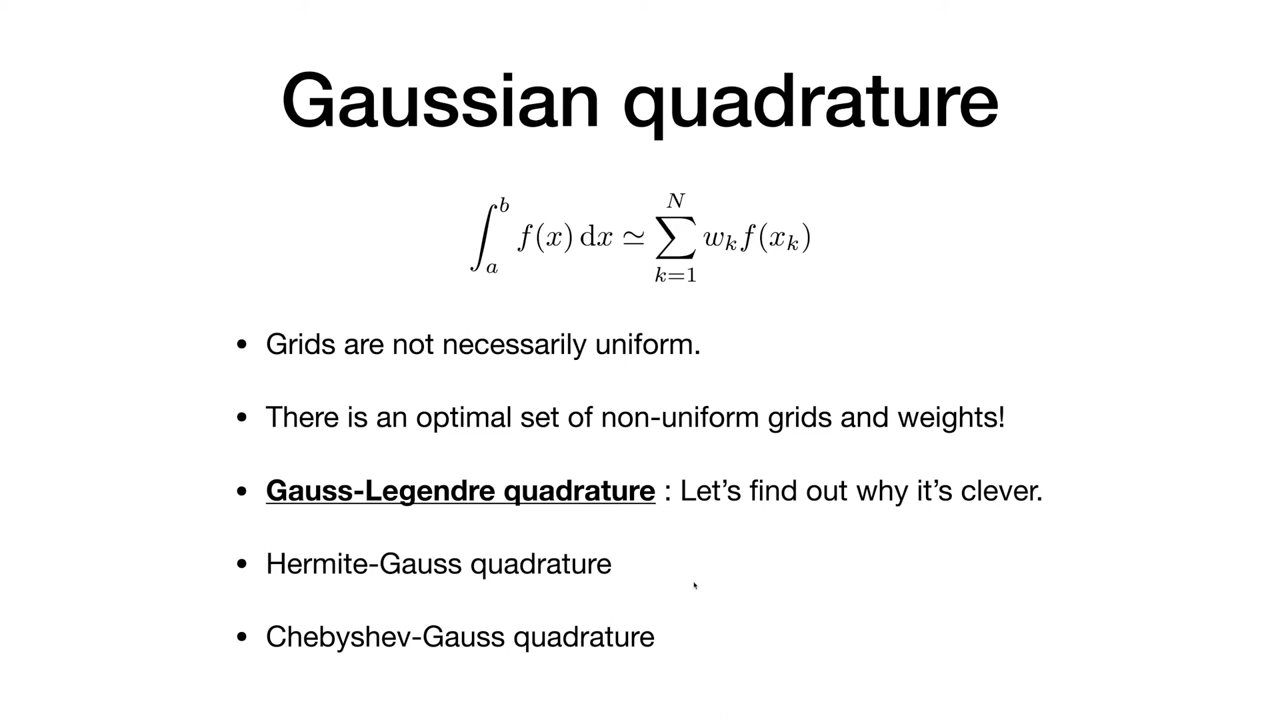 Gaussian quadrature
∫_a^b f(x) dx ≃ ∑_{k=1}^{N} w_k f(x_k)
• Grids are not necessarily uniform.
• There is an optimal set of non-uniform grids and weights!
• Gauss-Legendre quadrature : Let’s find out why it’s clever.
• Hermite-Gauss quadrature
• Chebyshev-Gauss quadrature